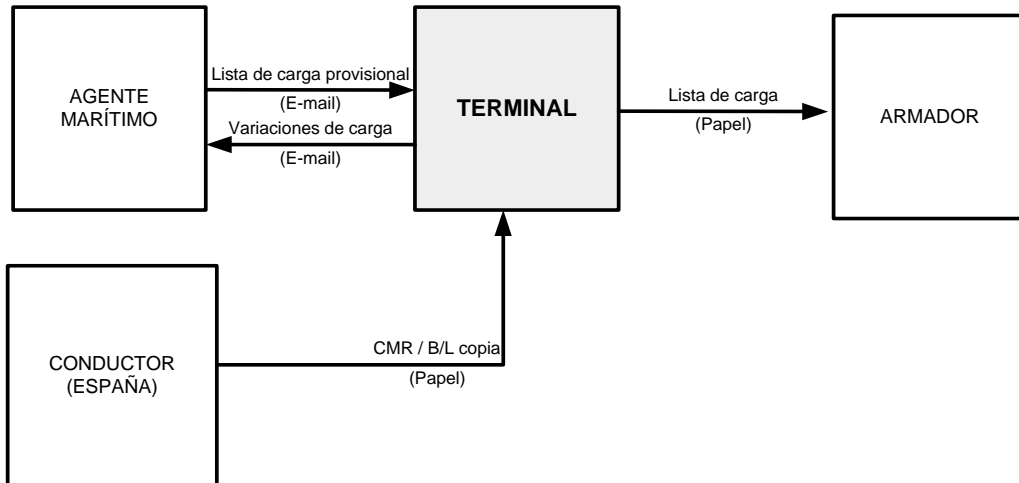 AGENTE
MARÍTIMO
Lista de carga provisional
(E-mail)
Variaciones de carga
(E-mail)
TERMINAL
Lista de carga
(Papel)
ARMADOR
CONDUCTOR
(ESPAÑA)
CMR / B/L copia
(Papel)